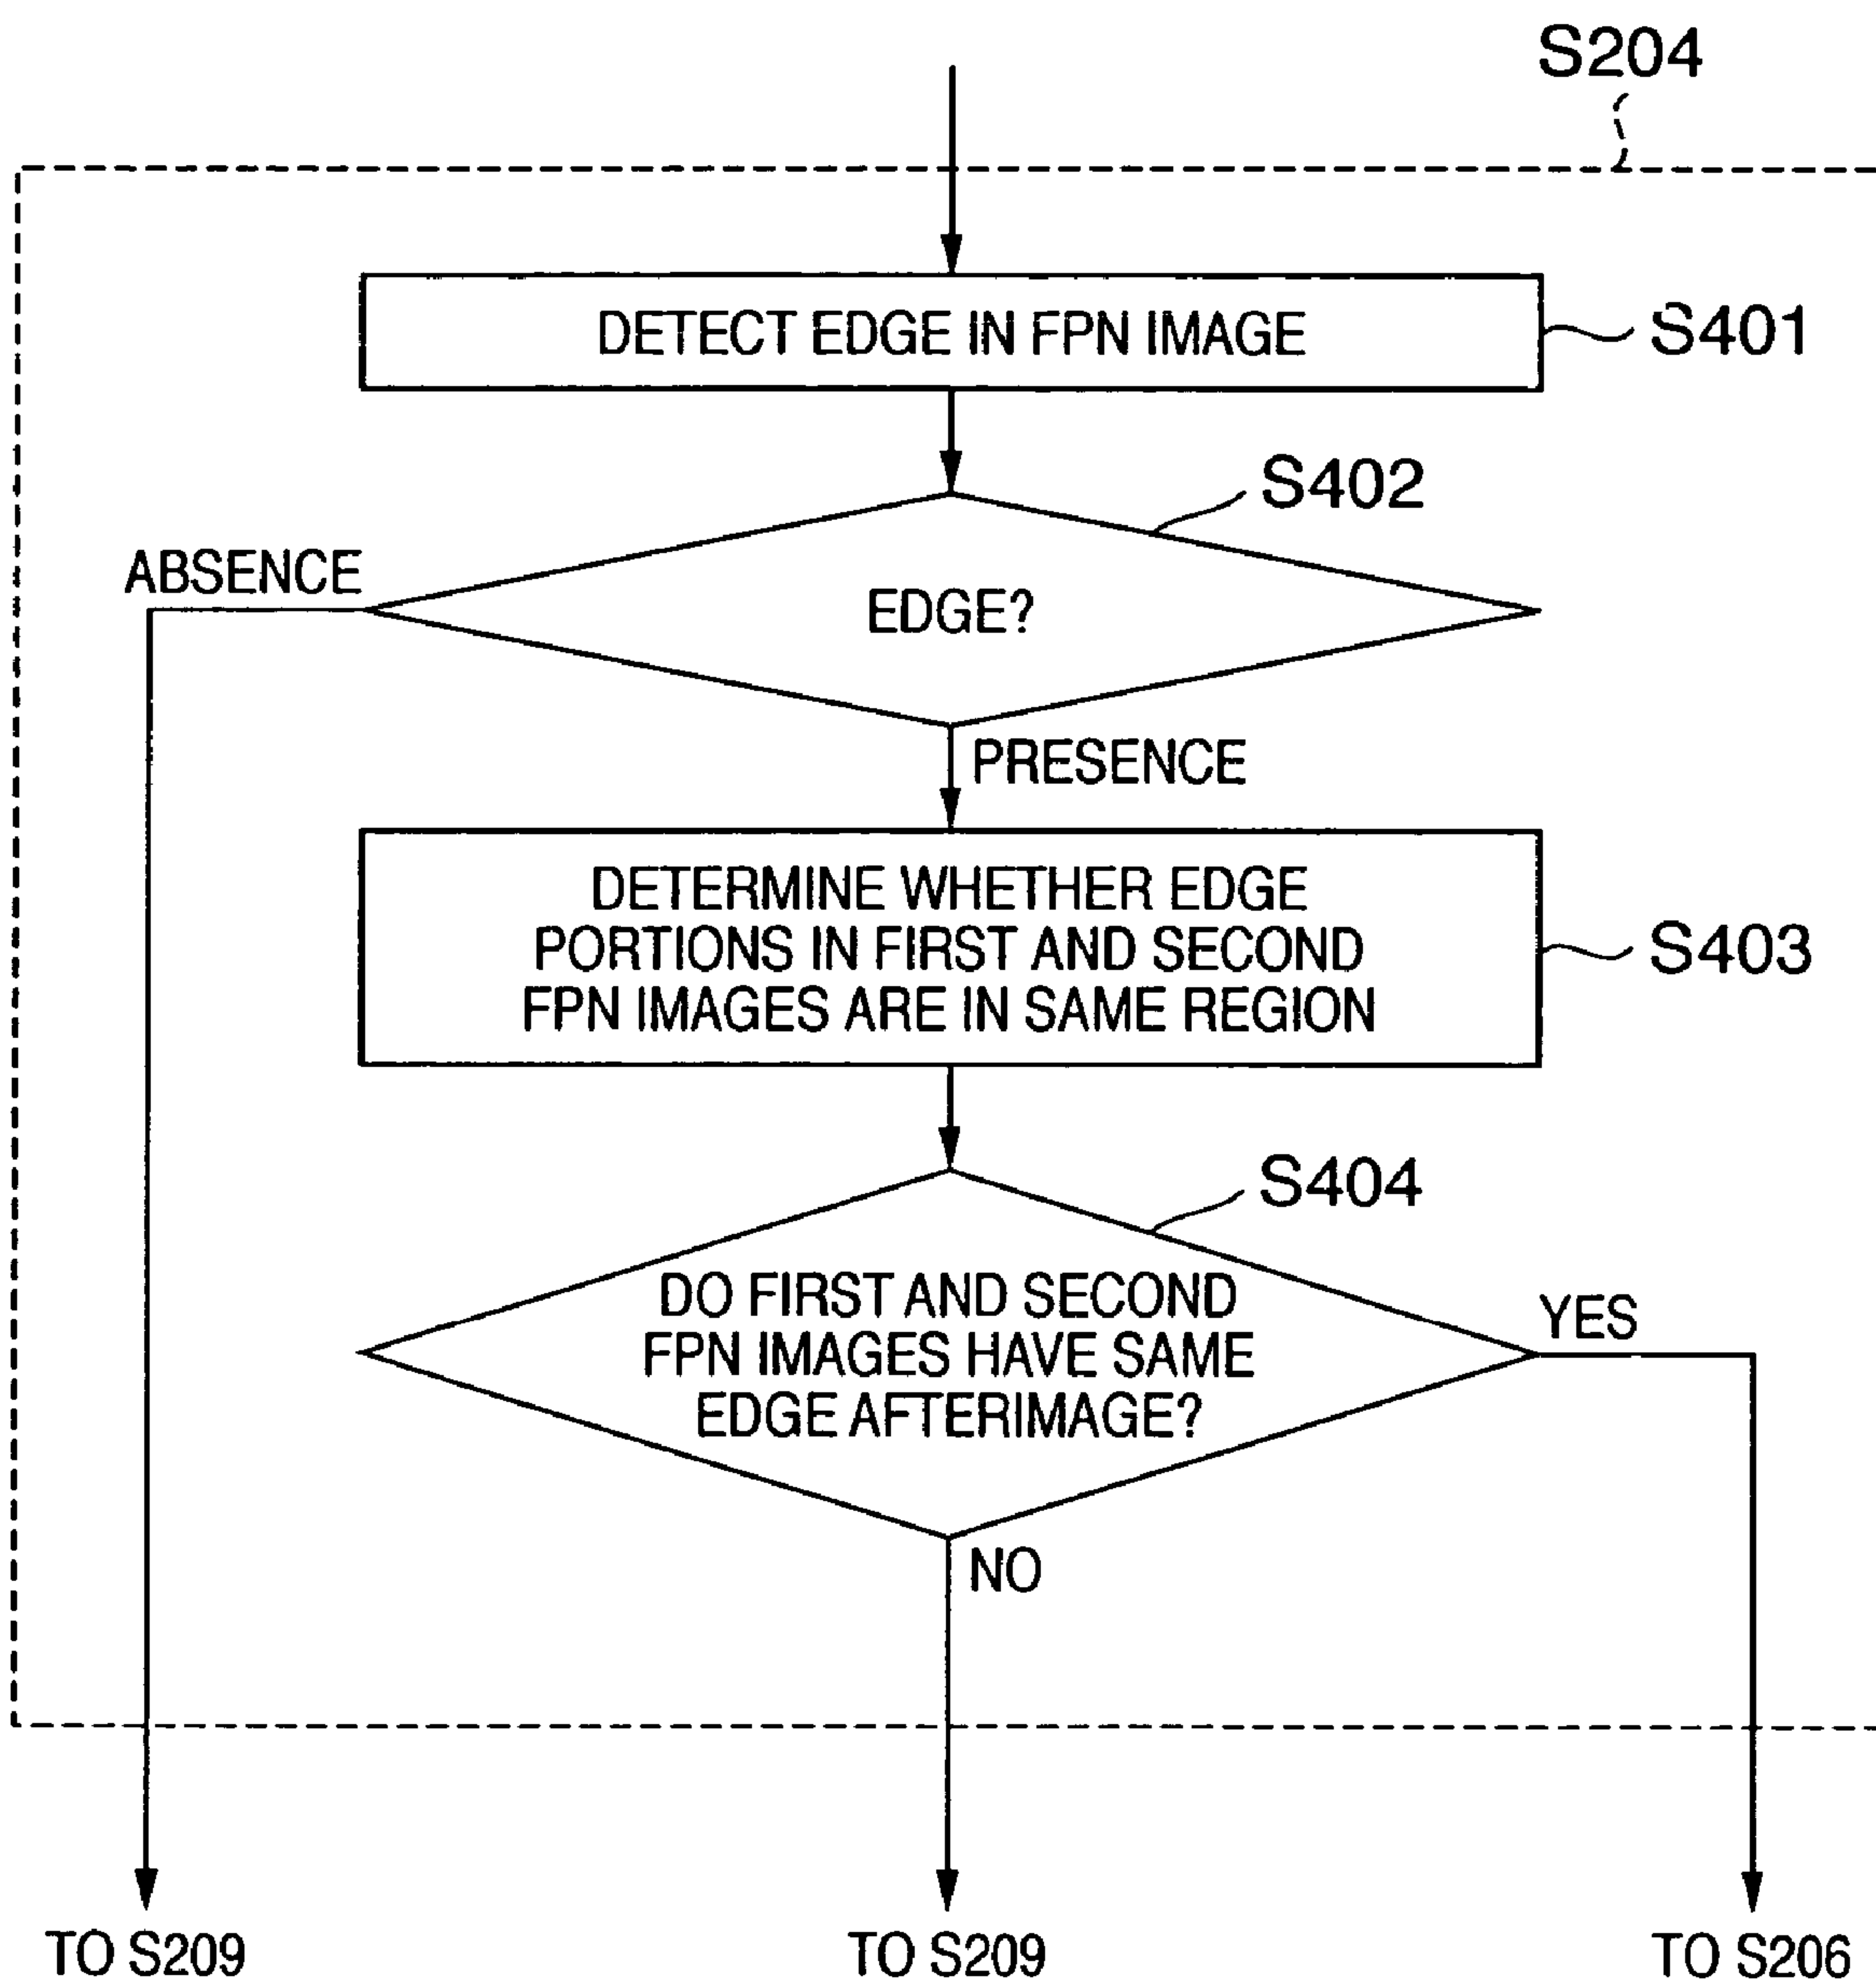 S204
DETECT EDGE IN FPN IMAGE
S401
S402
ABSENCE
EDGE?
PRESENCE
DETERMINE WHETHER EDGE
PORTIONS IN FIRST AND SECOND
FPN IMAGES ARE IN SAME REGION
S403
S404
DO FIRST AND SECOND
FPN IMAGES HAVE SAME
EDGE AFTERIMAGE?
YES
NO
TO S209
TO S209
TO S206